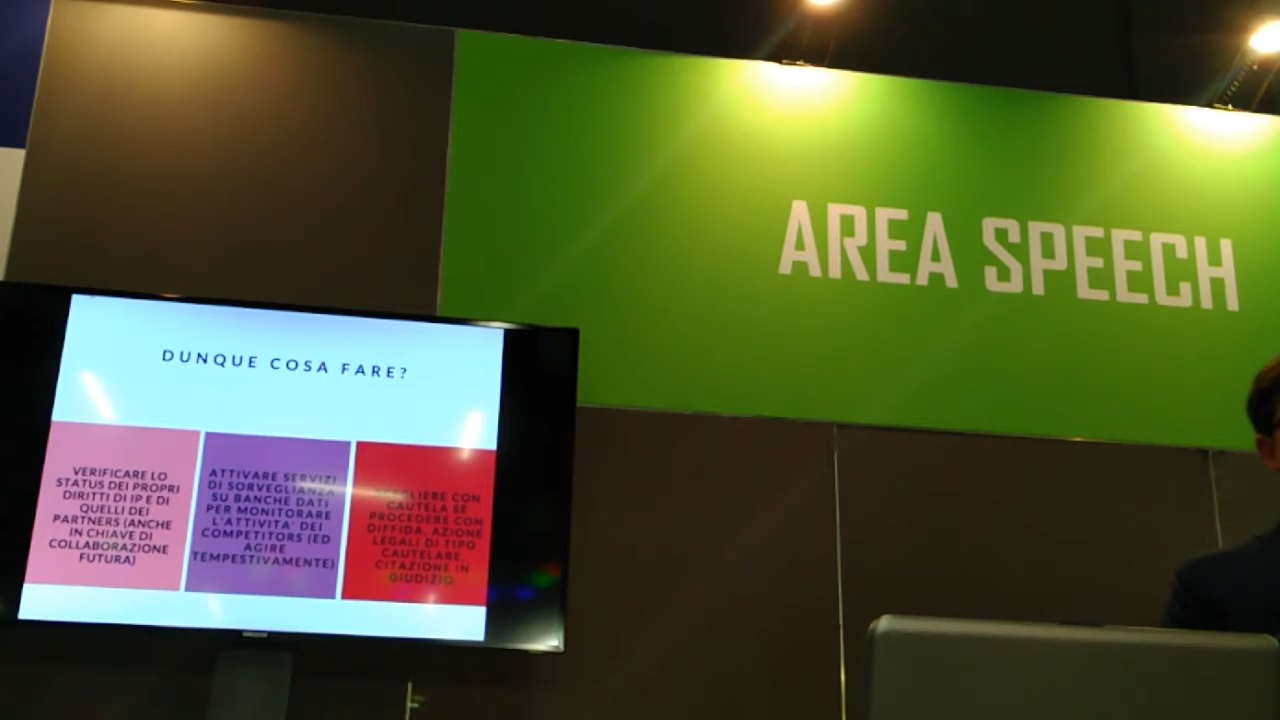 AREA SPEECH
DUNQUE COSA FARE?
VERIFICARE LO
STATUS DEI PROPRI
DIRITTI DI IP E DI
QUELLI DEI
PARTNERS (ANCHE
IN CHIAVE DI
COLLABORAZIONE
FUTURA)
ATTIVARE SERVIZI
DI SORVEGLIANZA
SU BANCHE DATI
PER MONITORARE
L'ATTIVITA' DEI
COMPETITORS (ED
AGIRE
TEMPESTIVAMENTE)
CON
CAUTELA SE
PROCEDERE CON
DIFFIDA, AZIONE
LEGALI DI TIPO
CAUTELARE,
CITAZIONE IN
GIUDIZIO